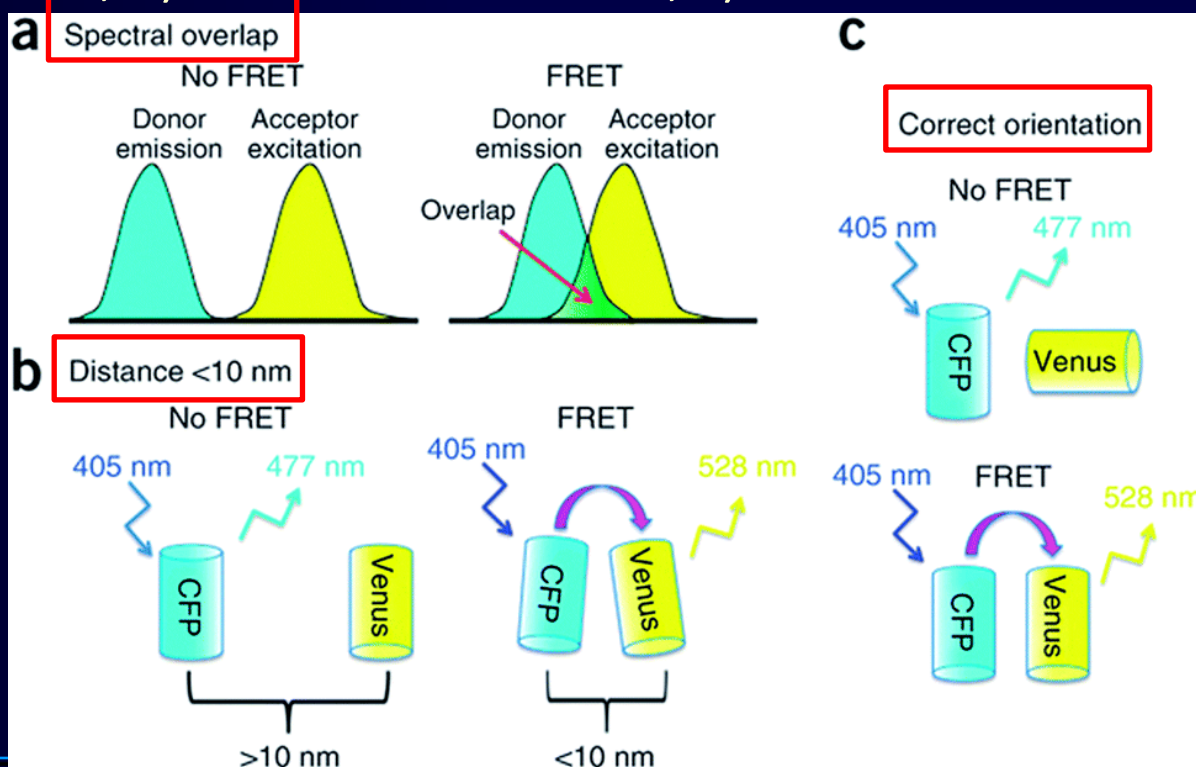 a Spectral overlap
No FRET
Donor
emission
Acceptor
excitation
FRET
Donor
emission
Acceptor
excitation
Overlap
b Distance <10 nm
No FRET
405 nm
477 nm
CFP
Venus
>10 nm
FRET
405 nm
528 nm
CFP
Venus
<10 nm
c
Correct orientation
No FRET
405 nm
477 nm
CFP
Venus
FRET
405 nm
528 nm
CFP
Venus